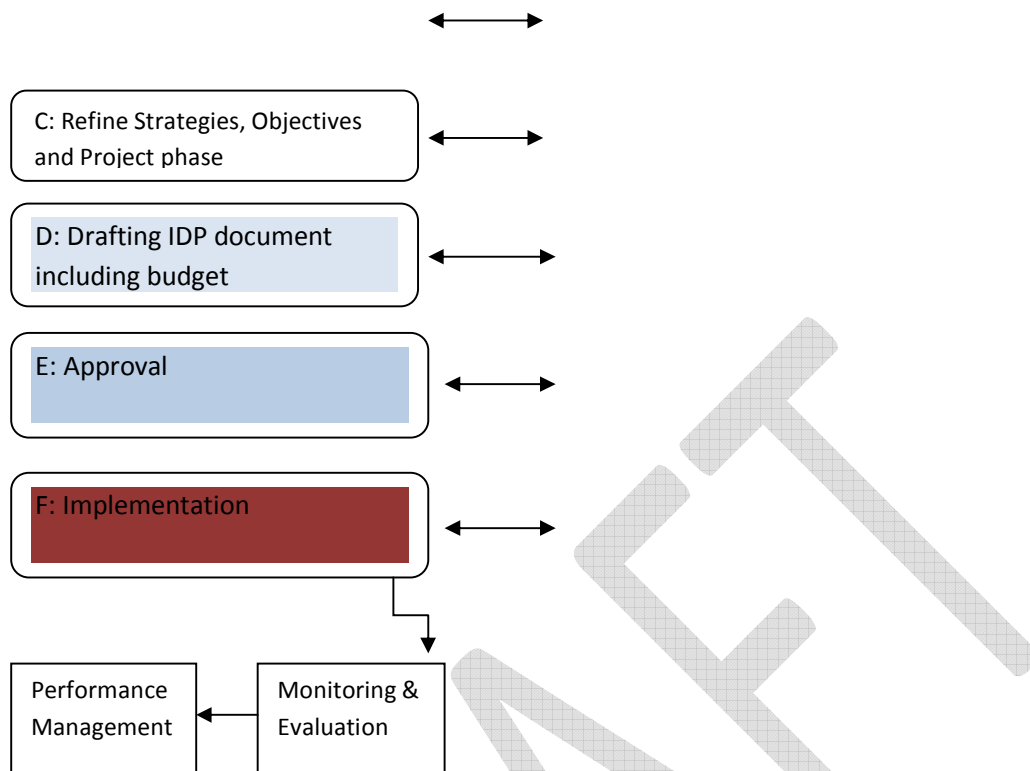 C: Refine Strategies, Objectives
and Project phase
D: Drafting IDP document
including budget
E: Approval
F: Implementation
Performance
Management
Monitoring &
Evaluation